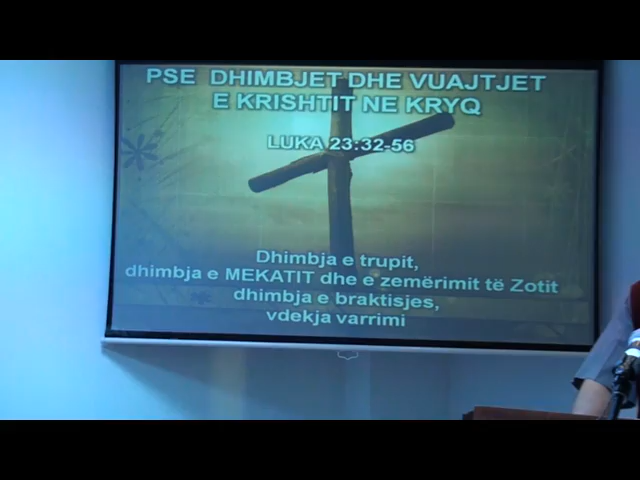 PSE DHIMBJET DHE VUAJTJET
E KRISHTIT NE KRYQ
LUKA 23:32-56
Dhimbja e trupit,
dhimbja e MEKATIT dhe e zemërimit të Zotit
dhimbja e braktisjes,
vdekja varrimi